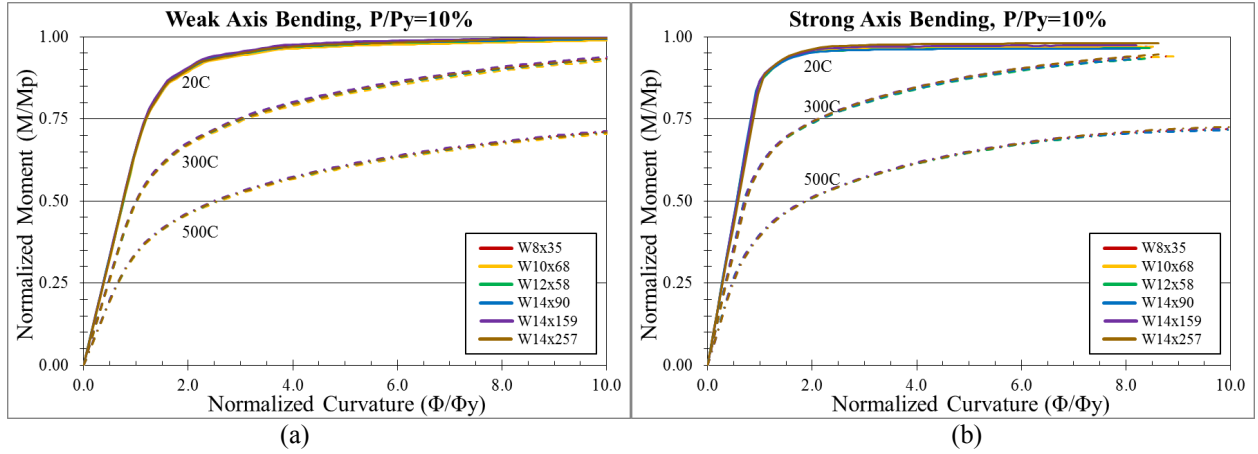 Weak Axis Bending, P/Py=10%
1.00
0.75
0.50
0.25
0.00
Normalized Moment (M/Mp)
20C
300C
500C
W8x35
W10x68
W12x58
W14x90
W14x159
W14x257
0.0
2.0
4.0
6.0
8.0
10.0
Normalized Curvature (Φ/Φy)
(a)
Strong Axis Bending, P/Py=10%
1.00
0.75
0.50
0.25
0.00
Normalized Moment (M/Mp)
20C
300C
500C
W8x35
W10x68
W12x58
W14x90
W14x159
W14x257
0.0
2.0
4.0
6.0
8.0
10.0
Normalized Curvature (Φ/Φy)
(b)